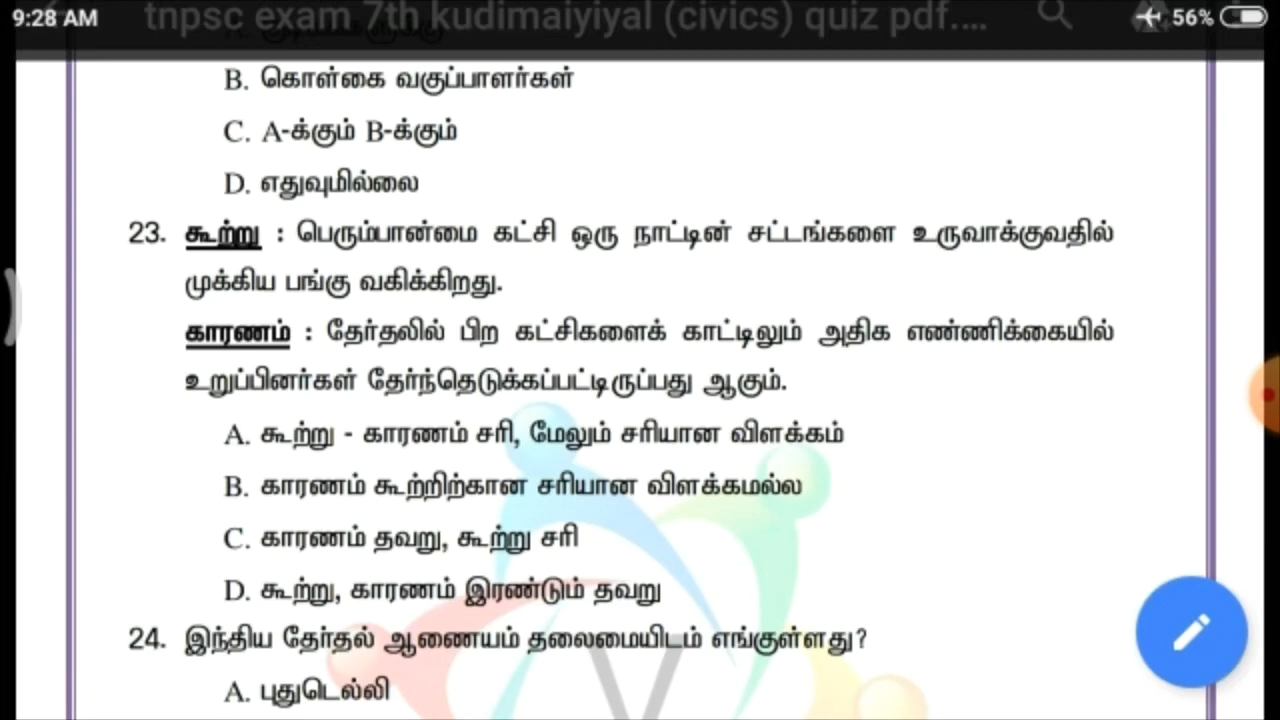 9:28 AM
tnpsc exam 7th kudimaiyiyal (civics) quiz pdf....
56%
B. கொள்கை வகுப்பாளர்கள்
C. A-க்கும் B-க்கும்
D. எதுவுமில்லை
23. கூற்று : பெரும்பான்மை கட்சி ஒரு நாட்டின் சட்டங்களை உருவாக்குவதில்
முக்கிய பங்கு வகிக்கிறது.
காரணம் : தேர்தலில் பிற கட்சிகளைக் காட்டிலும் அதிக எண்ணிக்கையில்
உறுப்பினர்கள் தேர்ந்தெடுக்கப்பட்டிருப்பது ஆகும்.
A. கூற்று - காரணம் சரி, மேலும் சரியான விளக்கம்
B. காரணம் கூற்றிற்கான சரியான விளக்கமல்ல
C. காரணம் தவறு, கூற்று சரி
D. கூற்று, காரணம் இரண்டும் தவறு
24. இந்திய தேர்தல் ஆணையம் தலைமையிடம் எங்குள்ளது?
A. புதுடெல்லி